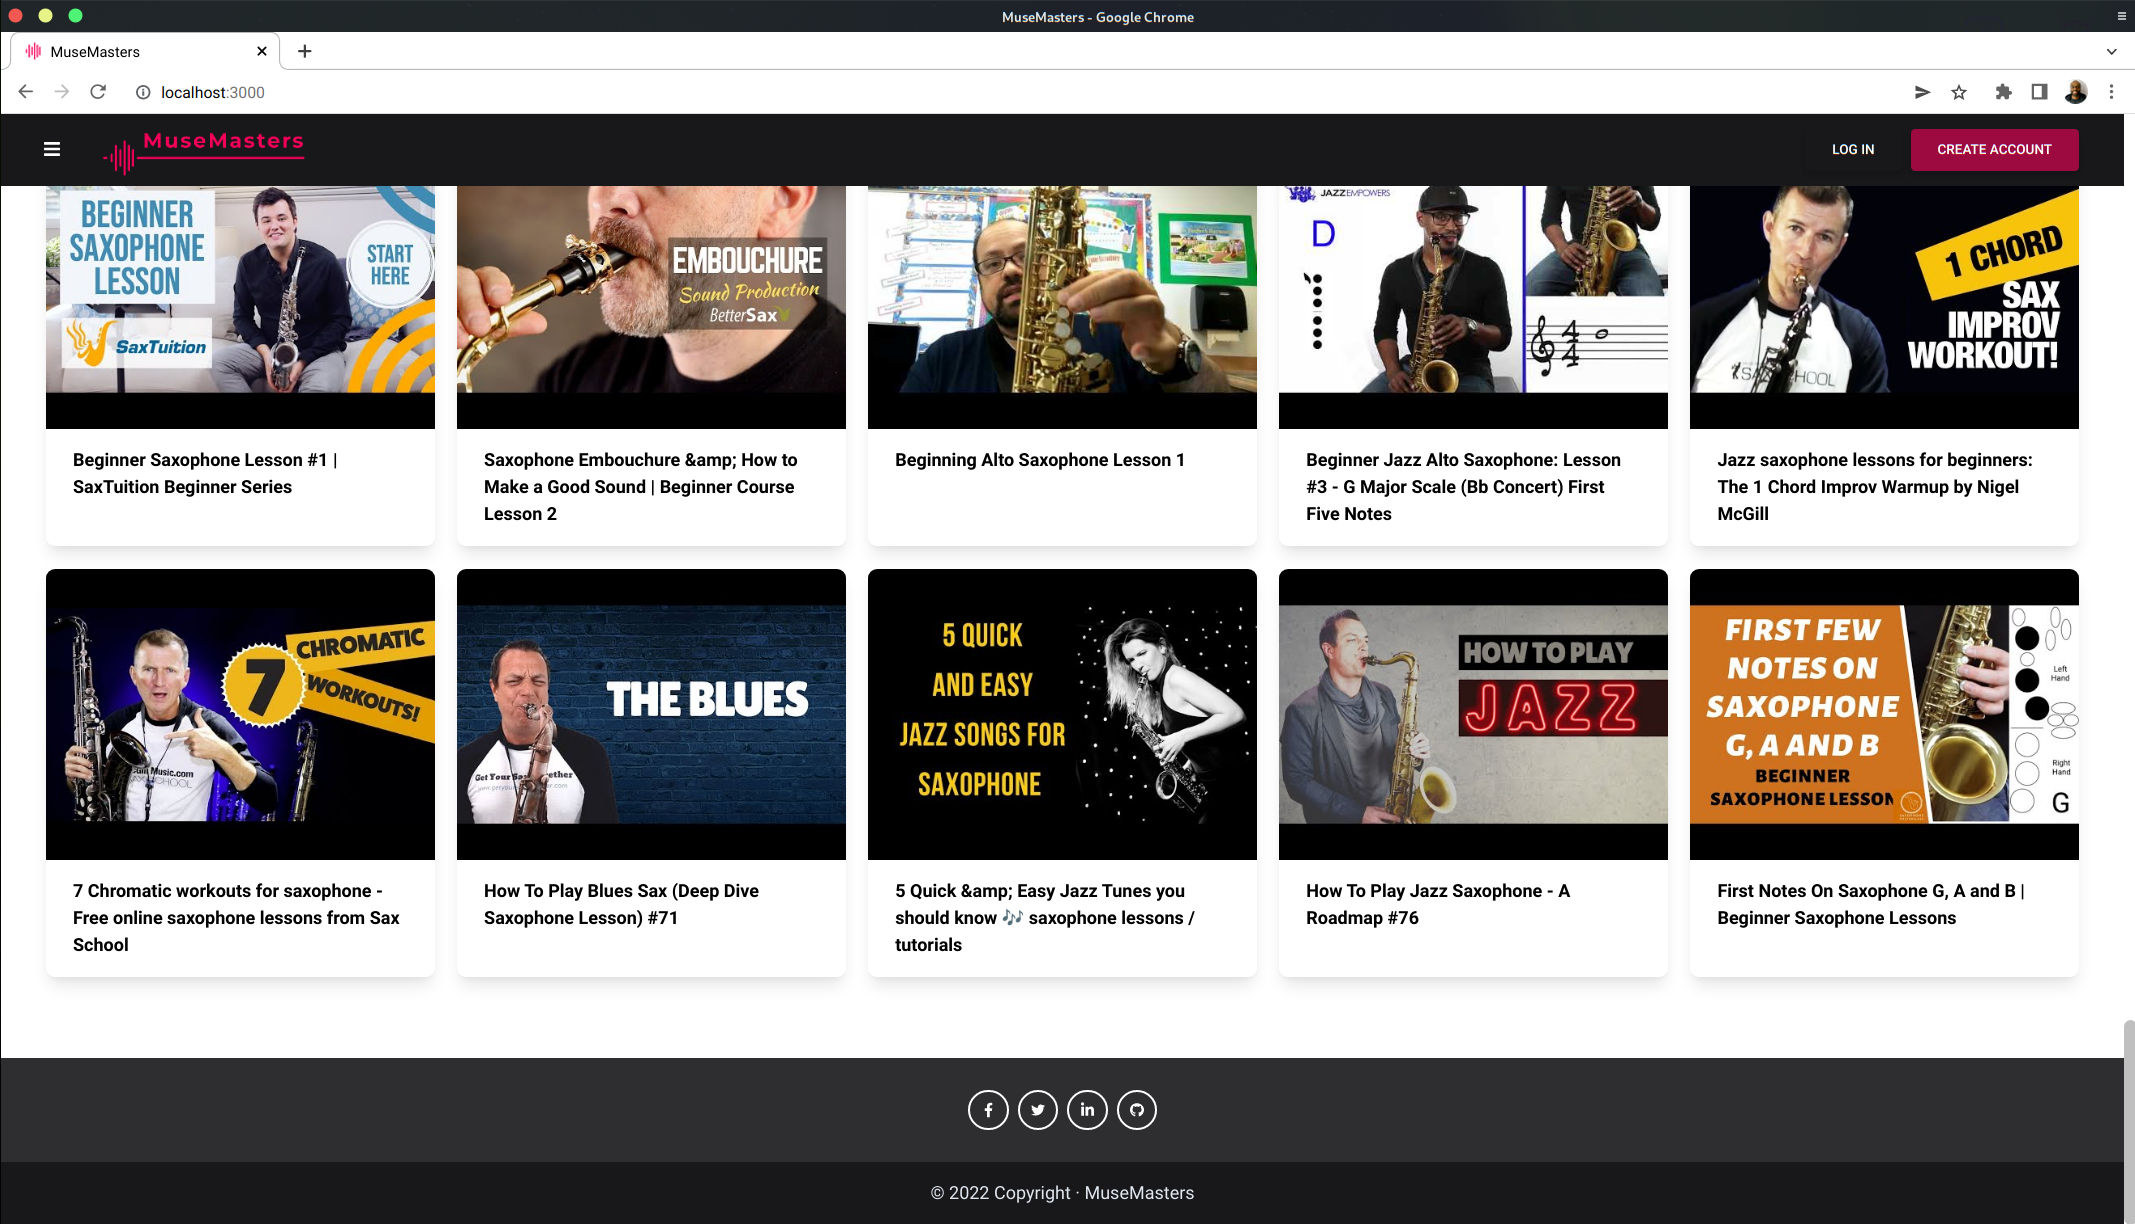 MuseMasters - Google Chrome
MuseMasters
localhost:3000
MuseMasters
LOG IN
CREATE ACCOUNT
BEGINNER
SAXOPHONE
LESSON
START
HERE
SaxTuition
EMBOUCHURE
Sound Production
BetterSax
JAZZEMPOWERS
D
4
4
1 CHORD
SAX
IMPROV
WORKOUT!
Beginner Saxophone Lesson #1 |
SaxTuition Beginner Series
Saxophone Embouchure &amp; How to
Make a Good Sound | Beginner Course
Lesson 2
Beginning Alto Saxophone Lesson 1
Beginner Jazz Alto Saxophone: Lesson
#3 - G Major Scale (Bb Concert) First
Five Notes
Jazz saxophone lessons for beginners:
The 1 Chord Improv Warmup by Nigel
McGill
7
CHROMATIC
WORKOUTS!
Music.com
SCHOOL
THE BLUES
Get Your
5 QUICK
AND EASY
JAZZ SONGS FOR
SAXOPHONE
HOW TO PLAY
JAZZ
FIRST FEW
NOTES ON
SAXOPHONE
G, A AND B
BEGINNER
SAXOPHONE LESSON
Left
Hand
Right
Hand
G
7 Chromatic workouts for saxophone -
Free online saxophone lessons from Sax
School
How To Play Blues Sax (Deep Dive
Saxophone Lesson) #71
5 Quick &amp; Easy Jazz Tunes you
should know 🎶 saxophone lessons /
tutorials
How To Play Jazz Saxophone - A
Roadmap #76
First Notes On Saxophone G, A and B |
Beginner Saxophone Lessons
© 2022 Copyright · MuseMasters